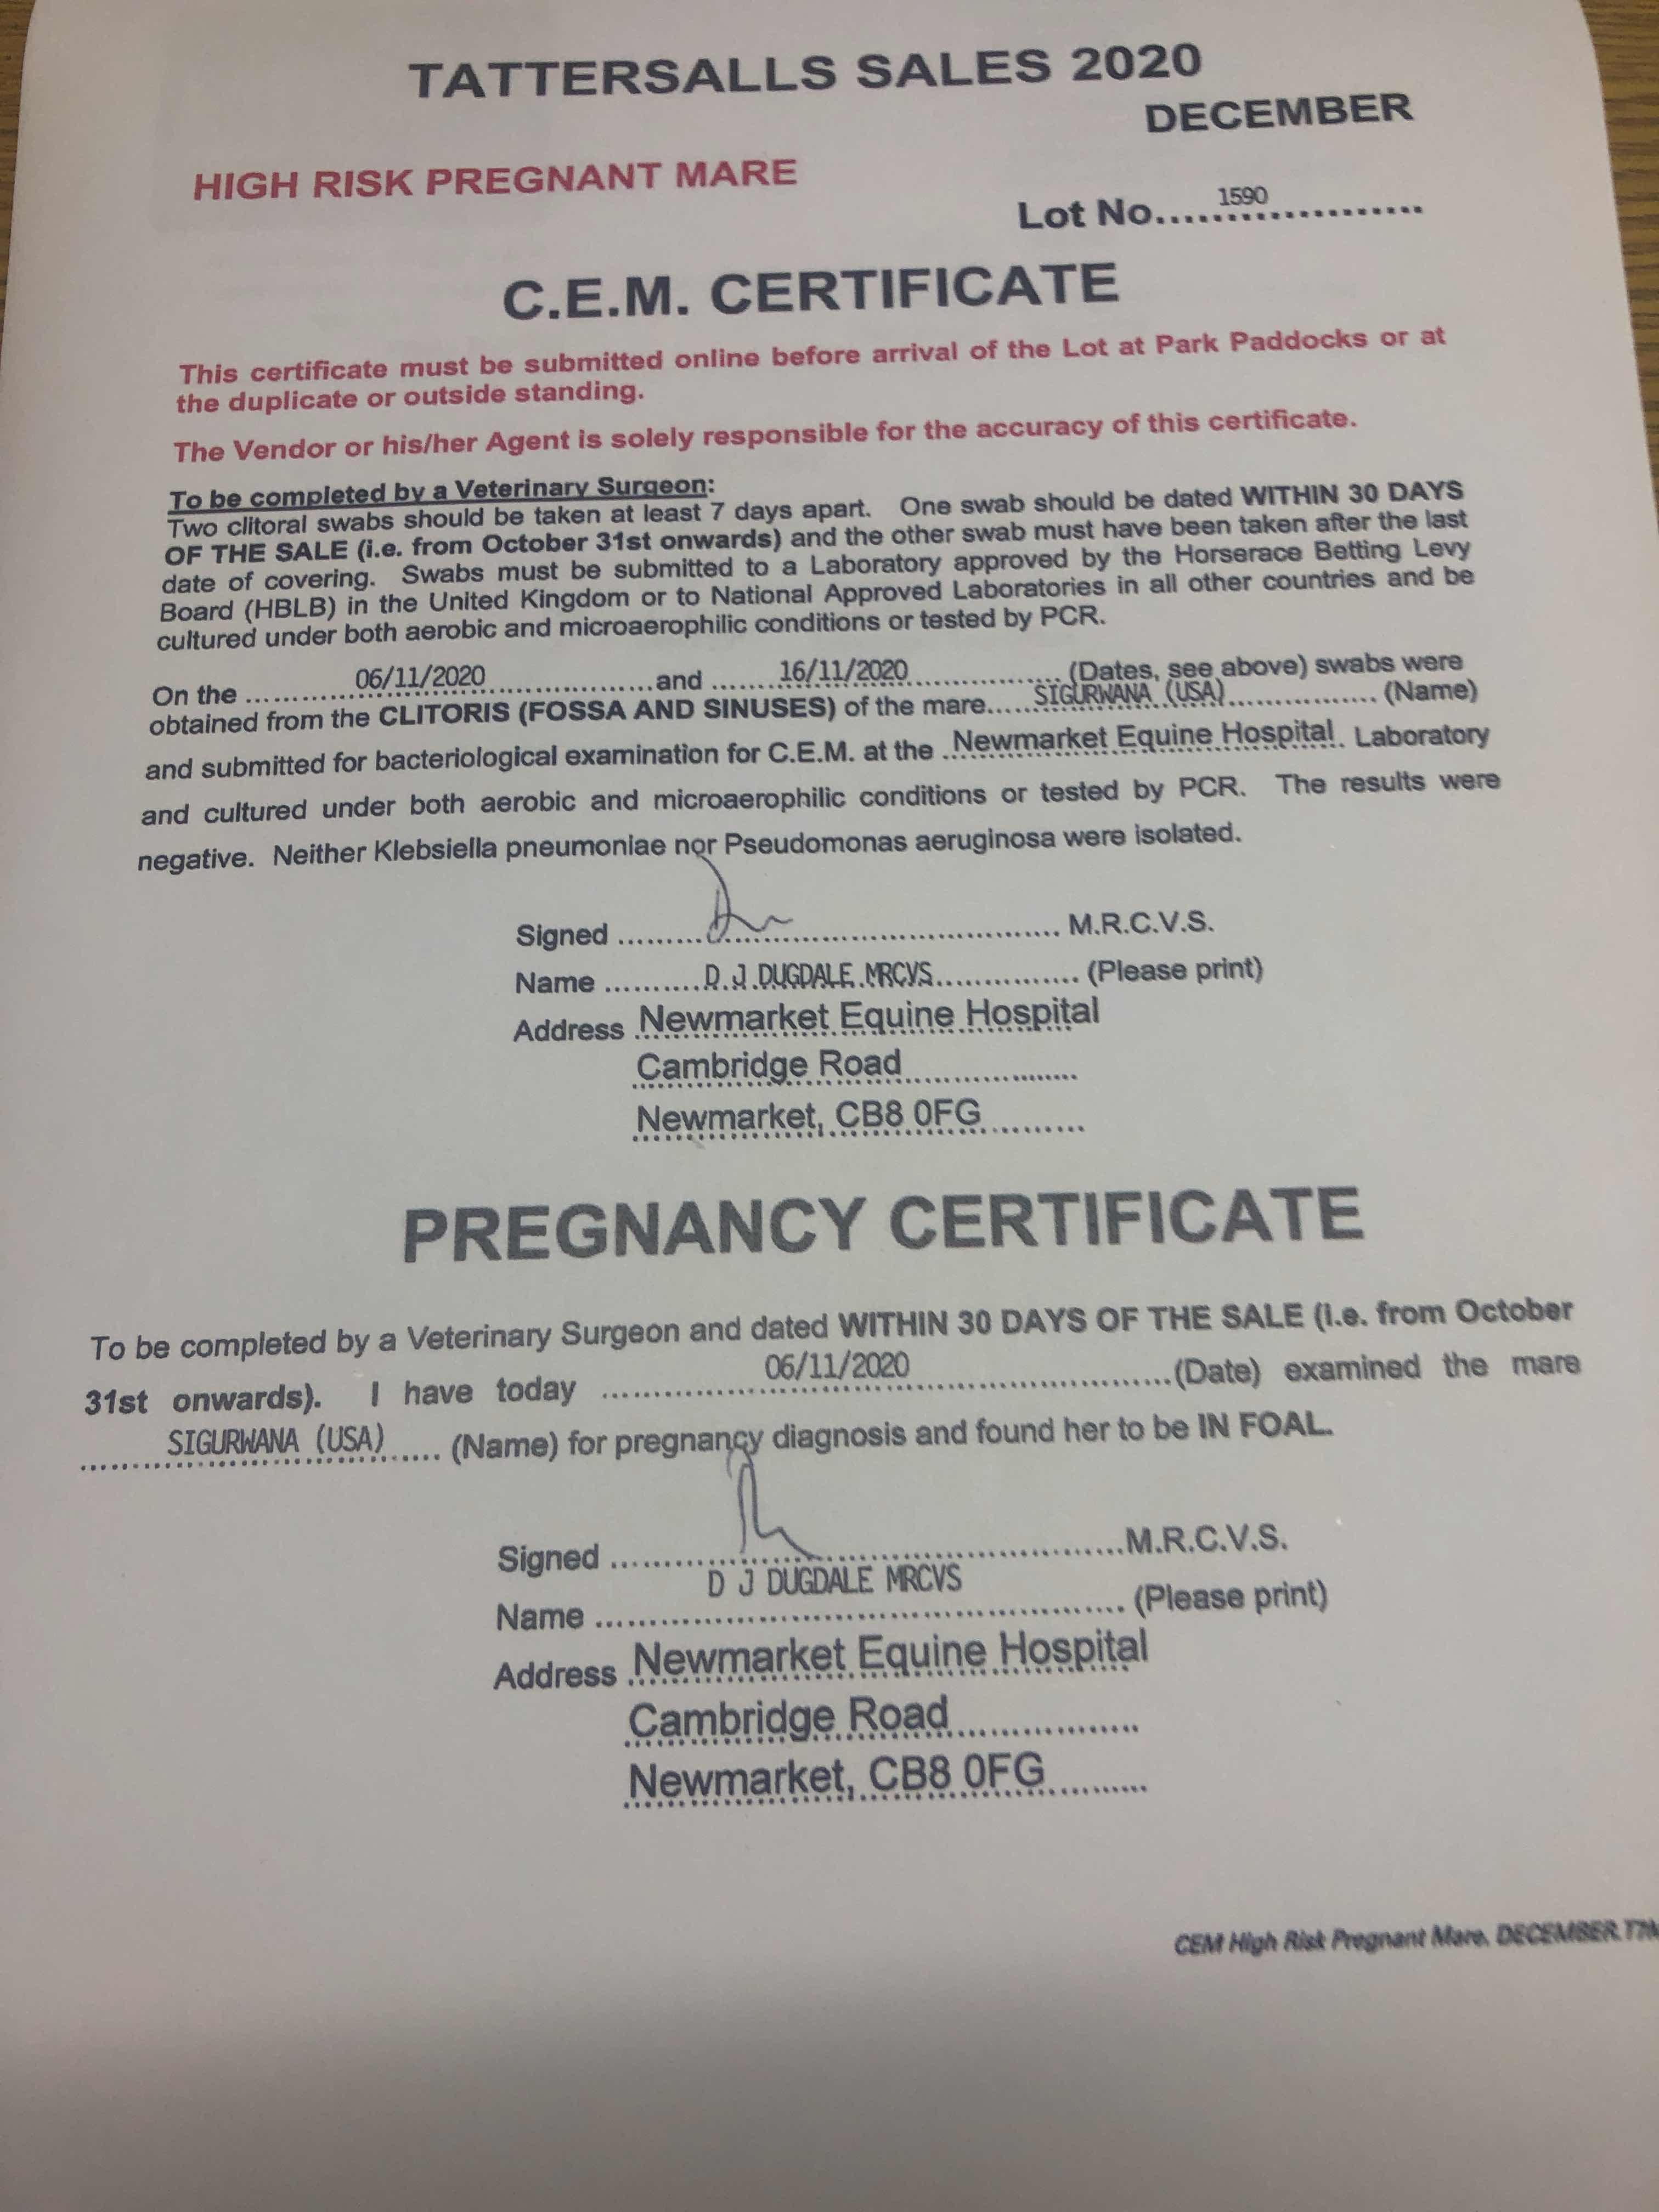 TATTERSALLS SALES 2020
DECEMBER
HIGH RISK PREGNANT MARE
Lot No.....1590...................
C.E.M. CERTIFICATE
This certificate must be submitted online before arrival of the Lot at Park Paddocks or at
the duplicate or outside standing.
The Vendor or his/her Agent is solely responsible for the accuracy of this certificate.
To be completed by a Veterinary Surgeon:
Two clitoral swabs should be taken at least 7 days apart. One swab should be dated WITHIN 30 DAYS
OF THE SALE (i.e. from October 31st onwards) and the other swab must have been taken after the last
date of covering. Swabs must be submitted to a Laboratory approved by the Horserace Betting Levy
Board (HBLB) in the United Kingdom or to National Approved Laboratories in all other countries and be
cultured under both aerobic and microaerophilic conditions or tested by PCR.
On the ...........06/11/2020...............and .......16/11/2020............... (Dates, see above) swabs were
obtained from the CLITORIS (FOSSA AND SINUSES) of the mare.....SIGURWANA (USA)............... (Name)
and submitted for bacteriological examination for C.E.M. at the Newmarket Equine Hospital Laboratory
and cultured under both aerobic and microaerophilic conditions or tested by PCR. The results were
negative. Neither Klebsiella pneumoniae nor Pseudomonas aeruginosa were isolated.
Signed .......................................... M.R.C.V.S.
Name ..........D J DUGDALE MRCVS............... (Please print)
Address Newmarket Equine Hospital
Cambridge Road
Newmarket, CB8 0FG
PREGNANCY CERTIFICATE
To be completed by a Veterinary Surgeon and dated WITHIN 30 DAYS OF THE SALE (i.e. from October
31st onwards). I have today ...............06/11/2020...............(Date) examined the mare
SIGURWANA (USA)..... (Name) for pregnancy diagnosis and found her to be IN FOAL.
Signed ..........................................M.R.C.V.S.
D J DUGDALE MRCVS
Name .......................................... (Please print)
Address Newmarket Equine Hospital
Cambridge Road
Newmarket, CB8 0FG
CEM High Risk Pregnant Mare, DECEMBER.